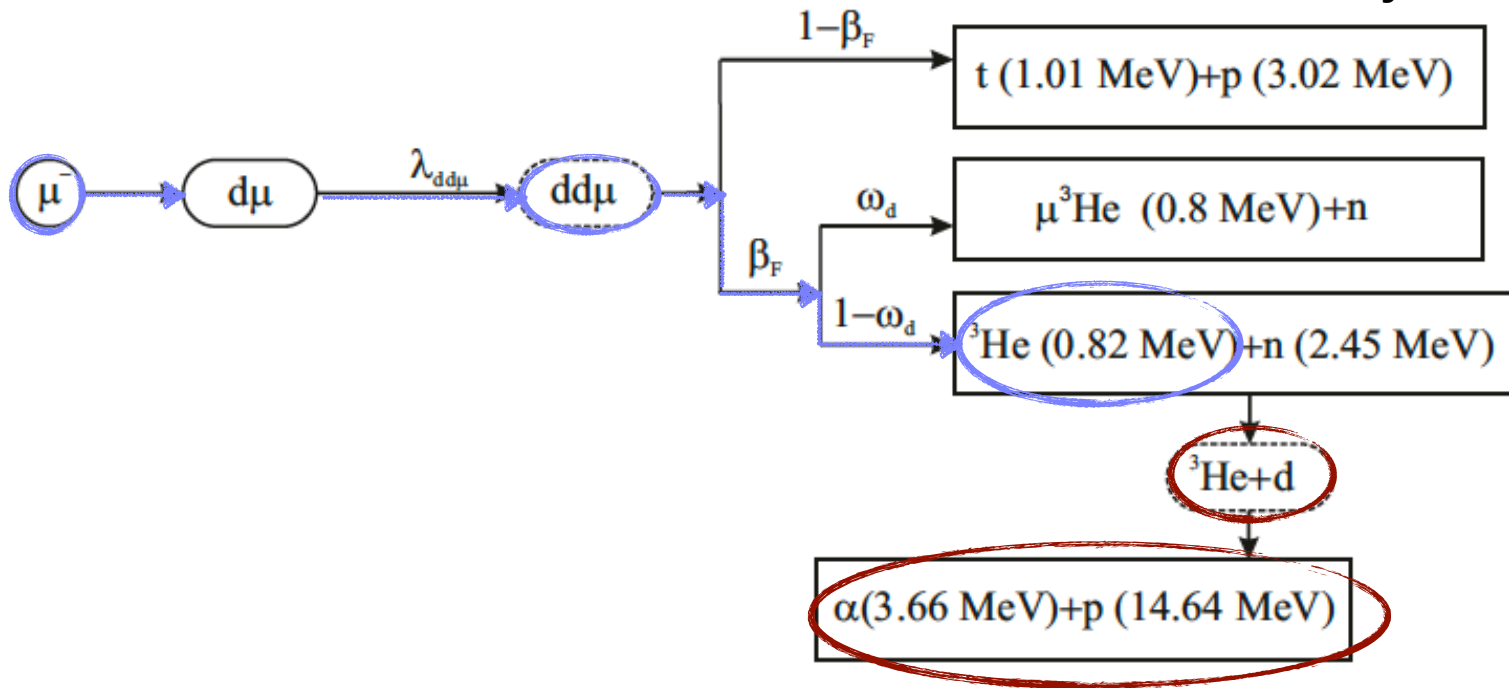 1−β_F
t (1.01 MeV)+p (3.02 MeV)
μ⁻
dμ
λ_ddμ
ddμ
ω_d
μ³He (0.8 MeV)+n
β_F
1−ω_d
³He (0.82 MeV)+n (2.45 MeV)
³He+d
α(3.66 MeV)+p (14.64 MeV)